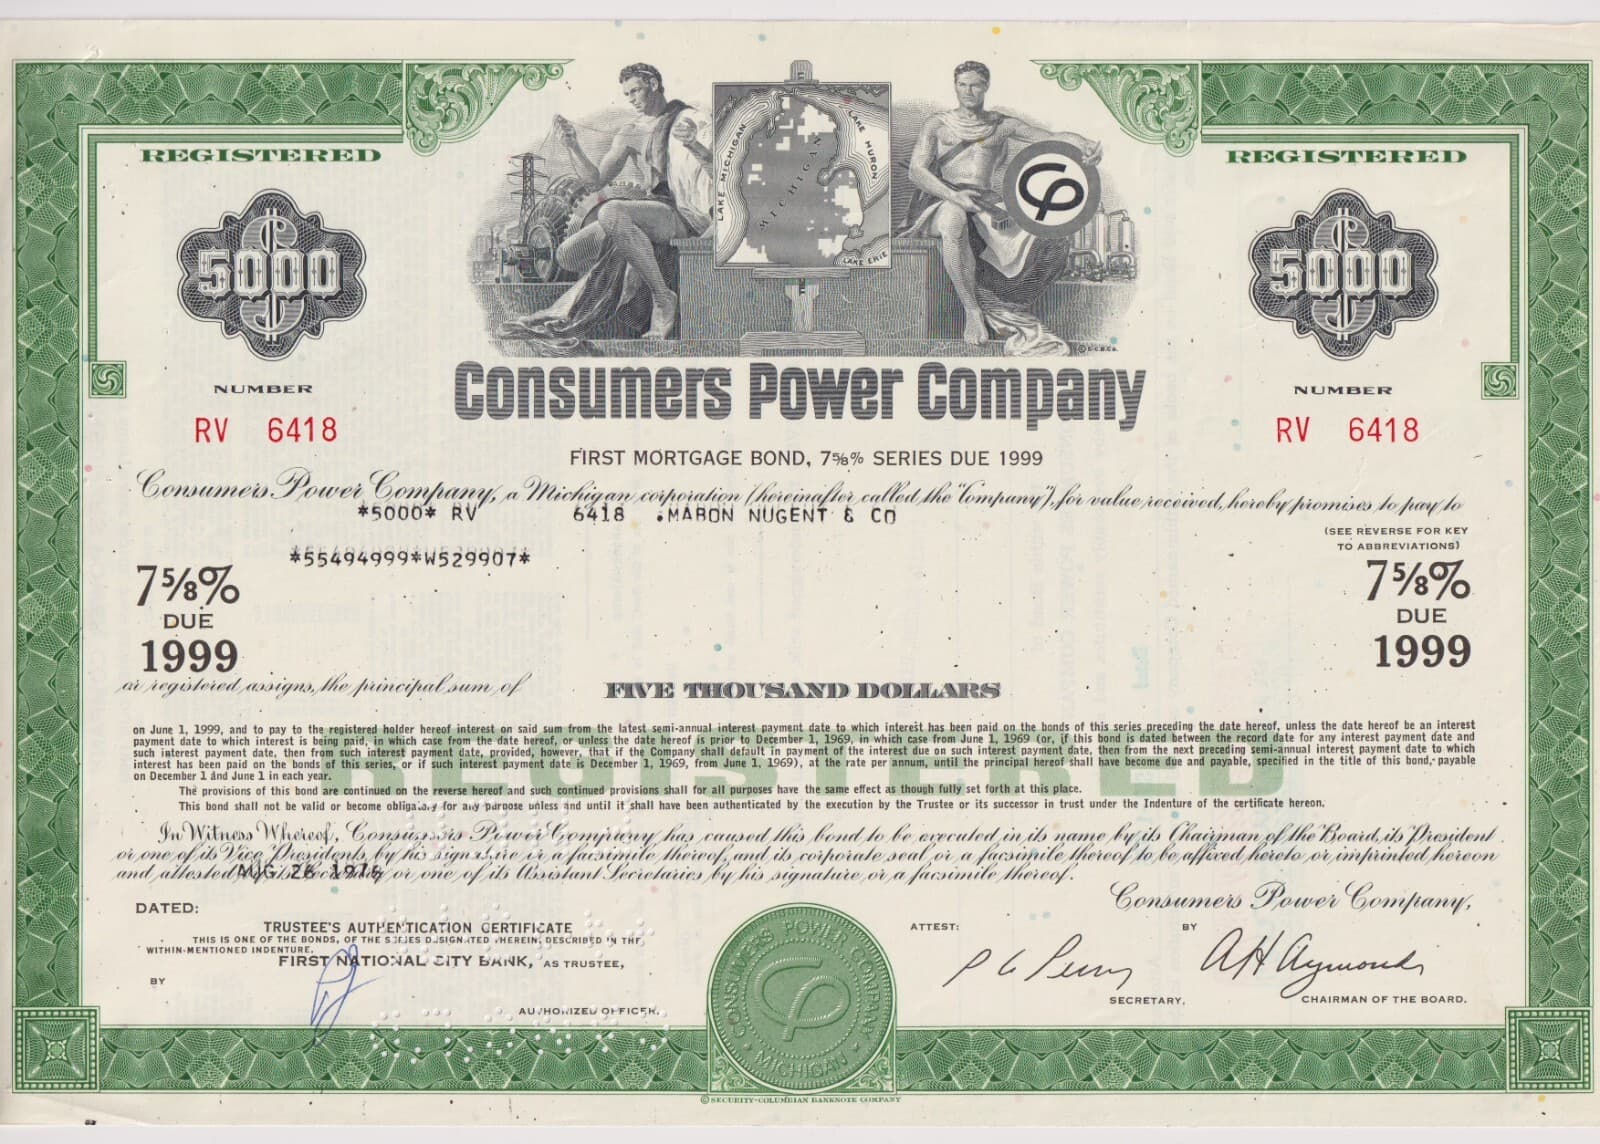 REGISTERED
REGISTERED
$5000
$5000
LAKE MICHIGAN
MICHIGAN
LAKE HURON
LAKE ERIE
NUMBER
RV 6418
NUMBER
RV 6418
Consumers Power Company
FIRST MORTGAGE BOND, 7⅝% SERIES DUE 1999
Consumers Power Company, a Michigan corporation (hereinafter called the "Company"), for value received, hereby promises to pay to
*5000* RV 6418 MABON NUGENT & CO
(SEE REVERSE FOR KEY
TO ABBREVIATIONS)
*55494999*W529907*
7⅝%
DUE
1999
7⅝%
DUE
1999
or registered assigns, the principal sum of FIVE THOUSAND DOLLARS
on June 1, 1999, and to pay to the registered holder hereof interest on said sum from the latest semi-annual interest payment date to which interest has been paid on the bonds of this series preceding the date hereof, unless the date hereof be an interest
payment date to which interest is being paid, in which case from the date hereof, or unless the date hereof is prior to December 1, 1969, in which case from June 1, 1969 (or, if this bond is dated between the record date for any interest payment date and
such interest payment date, then from such interest payment date, provided, however, that if the Company shall default in payment of the interest due on such interest payment date, then from the next preceding semi-annual interest payment date to which
interest has been paid on the bonds of this series, or if such interest payment date is December 1, 1969, from June 1, 1969), at the rate per annum, until the principal hereof shall have become due and payable, specified in the title of this bond, payable
on December 1 and June 1 in each year.
REGISTERED
The provisions of this bond are continued on the reverse hereof and such continued provisions shall for all purposes have the same effect as though fully set forth at this place.
This bond shall not be valid or become obligatory for any purpose unless and until it shall have been authenticated by the execution by the Trustee or its successor in trust under the Indenture of the certificate hereon.
In Witness Whereof, Consumers Power Company has caused this bond to be executed in its name by its Chairman of the Board, its President
or one of its Vice Presidents by his signature or a facsimile thereof, and its corporate seal or a facsimile thereof to be affixed hereto or imprinted hereon
and attested by its Secretary or one of its Assistant Secretaries by his signature or a facsimile thereof.
AUG 26 1976
Consumers Power Company,
DATED:
TRUSTEE'S AUTHENTICATION CERTIFICATE
THIS IS ONE OF THE BONDS, OF THE SERIES DESIGNATED HEREIN, DESCRIBED IN THE
WITHIN-MENTIONED INDENTURE.
FIRST NATIONAL CITY BANK, AS TRUSTEE,
BY
AUTHORIZED OFFICER.
CONSUMERS POWER COMPANY
MICHIGAN
ATTEST:
BY
P G Perry
A H Aymond
SECRETARY.
CHAIRMAN OF THE BOARD.
© SECURITY-COLUMBIAN BANKNOTE COMPANY